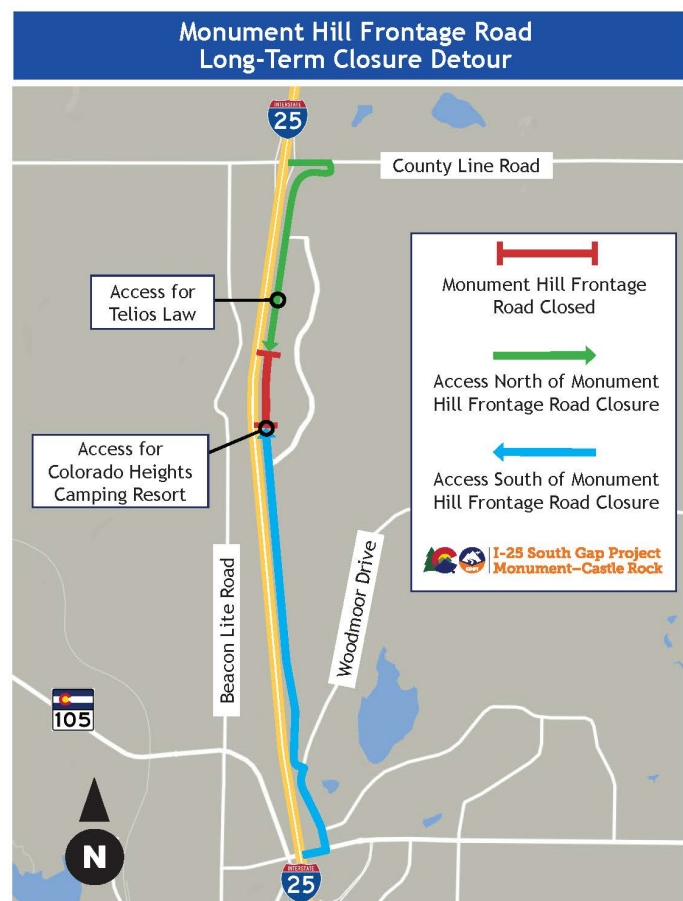 Monument Hill Frontage Road
Long-Term Closure Detour
INTERSTATE
25
County Line Road
Access for
Telios Law
Access for
Colorado Heights
Camping Resort
Monument Hill Frontage
Road Closed
Access North of Monument
Hill Frontage Road Closure
Access South of Monument
Hill Frontage Road Closure
I-25 South Gap Project
Monument–Castle Rock
Beacon Lite Road
Woodmoor Drive
105
N
INTERSTATE
25